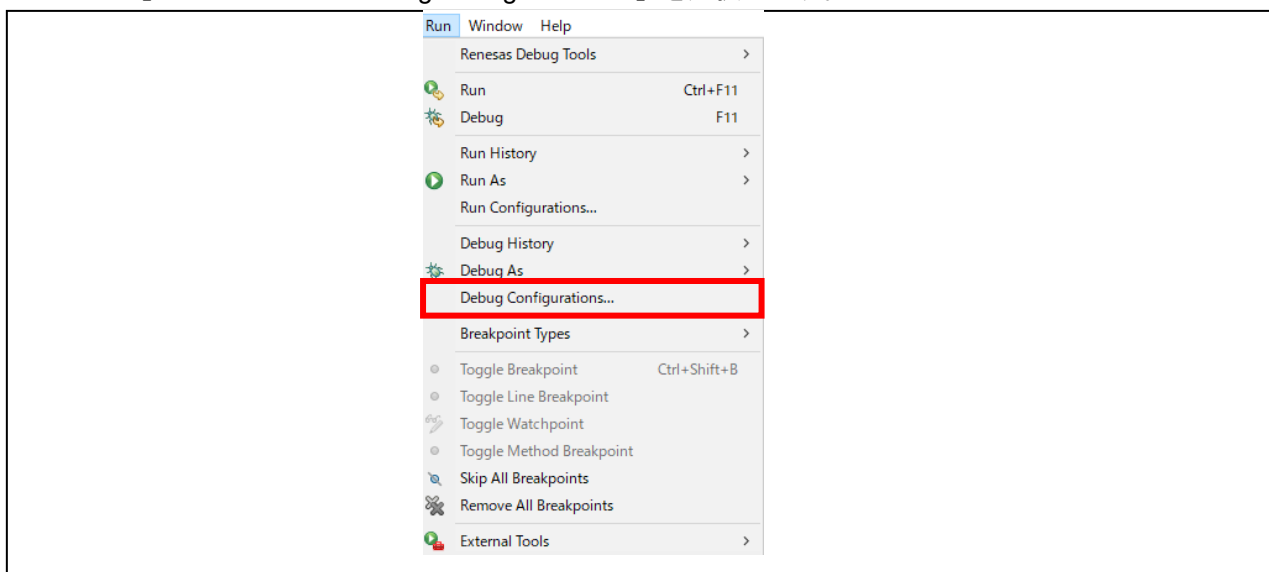 Run Window Help
Renesas Debug Tools >
Run Ctrl+F11
Debug F11
Run History >
Run As >
Run Configurations...
Debug History >
Debug As >
Debug Configurations...
Breakpoint Types >
Toggle Breakpoint Ctrl+Shift+B
Toggle Line Breakpoint
Toggle Watchpoint
Toggle Method Breakpoint
Skip All Breakpoints
Remove All Breakpoints
External Tools >